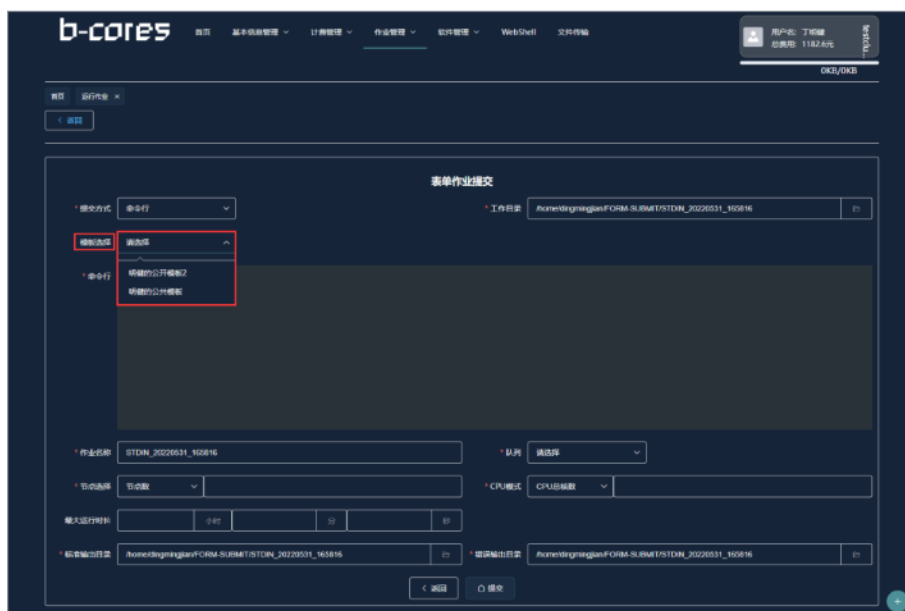 b-cores 首页 基本信息管理 计费管理 作业管理 软件管理 WebShell 文件传输
用户名: 丁明健
总费用: 1182.6元
testclu...
0KB/0KB
首页 运行作业 ×
< 返回
表单作业提交
* 提交方式 命令行 * 工作目录 /home/dingmingjian/FORM-SUBMIT/STDIN_20220531_165816
模板选择 请选择
明健的公开模板2
* 命令行
明健的公共模板
* 作业名称 STDIN_20220531_165816 * 队列 请选择
* 节点选择 节点数 * CPU模式 CPU总核数
最大运行时长 小时 分 秒
* 标准输出目录 /home/dingmingjian/FORM-SUBMIT/STDIN_20220531_165816 * 错误输出目录 /home/dingmingjian/FORM-SUBMIT/STDIN_20220531_165816
< 返回 提交